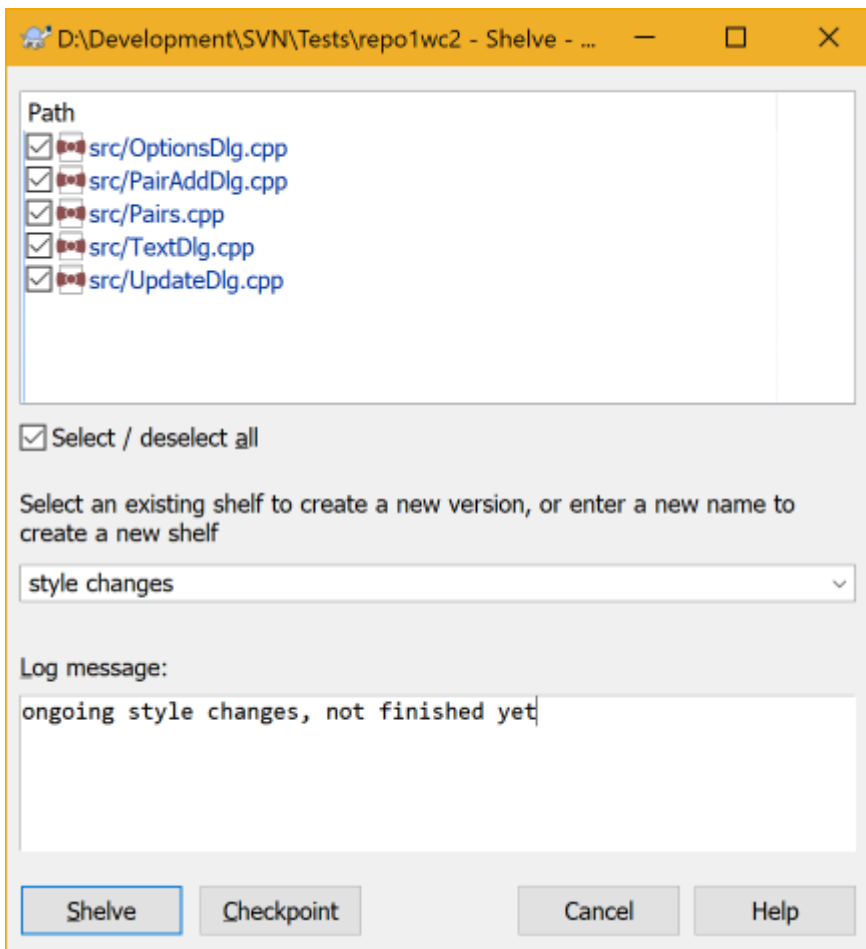 D:\Development\SVN\Tests\repo1wc2 - Shelve - ...
Path
src/OptionsDlg.cpp
src/PairAddDlg.cpp
src/Pairs.cpp
src/TextDlg.cpp
src/UpdateDlg.cpp
Select / deselect all
Select an existing shelf to create a new version, or enter a new name to
create a new shelf
style changes
Log message:
ongoing style changes, not finished yet
Shelve Checkpoint Cancel Help